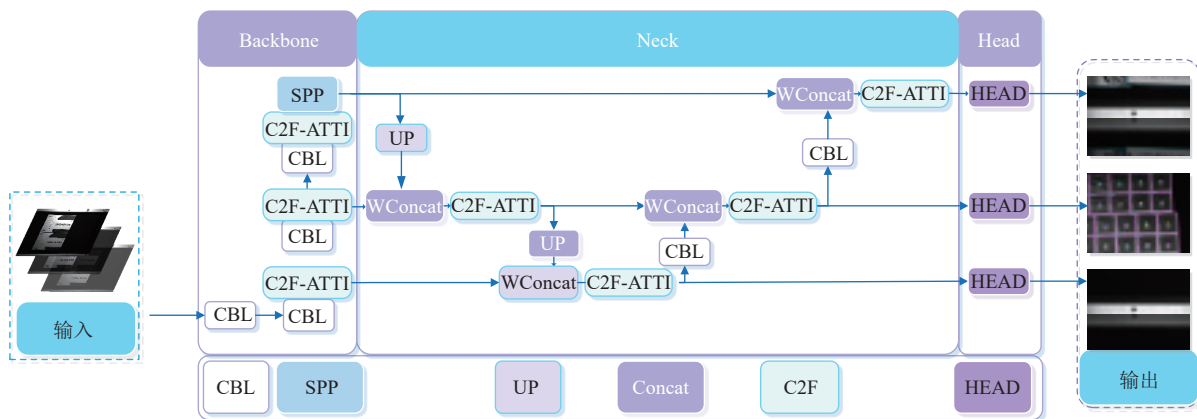 Backbone
Neck
Head
SPP
WConcat
C2F-ATTI
HEAD
C2F-ATTI
UP
CBL
CBL
C2F-ATTI
WConcat
C2F-ATTI
WConcat
C2F-ATTI
HEAD
CBL
UP
CBL
C2F-ATTI
WConcat
C2F-ATTI
HEAD
输入
CBL
CBL
CBL
SPP
UP
Concat
C2F
HEAD
输出